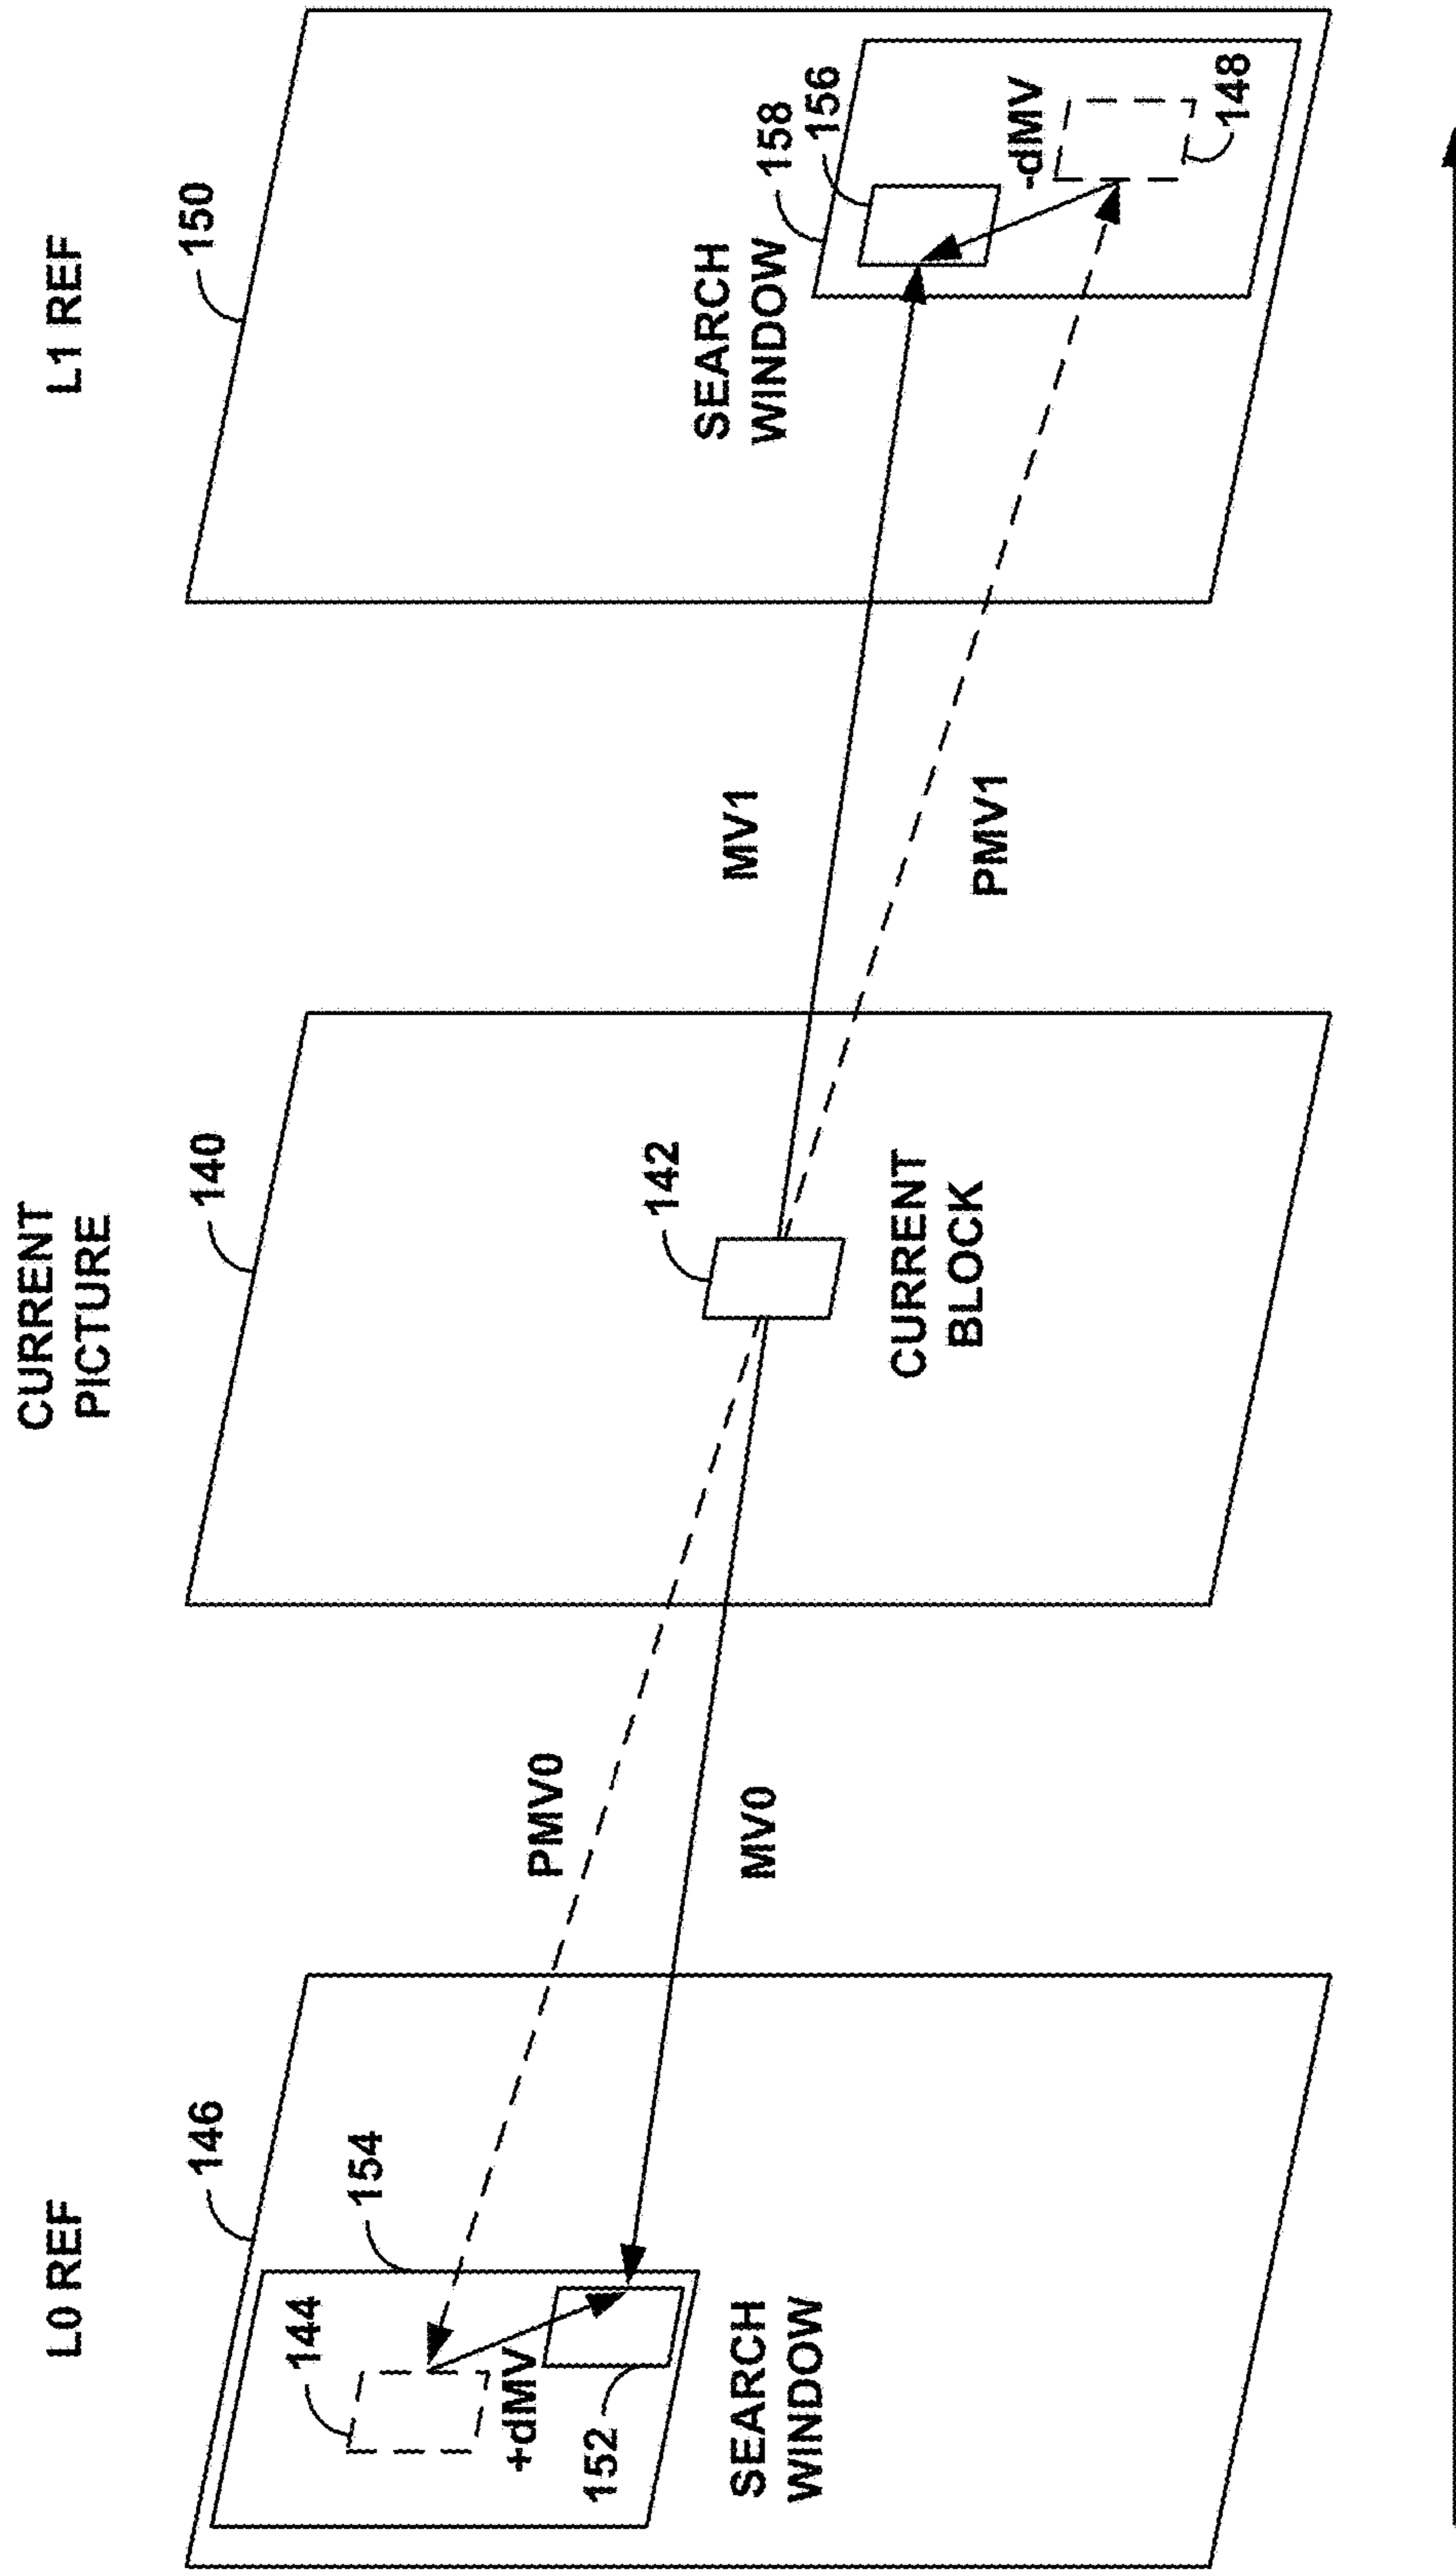 L0 REF
CURRENT
PICTURE
L1 REF
146
140
150
144
154
+dMV
152
SEARCH
WINDOW
PMV0
MV0
142
CURRENT
BLOCK
MV1
PMV1
SEARCH
WINDOW
158
156
-dMV
148